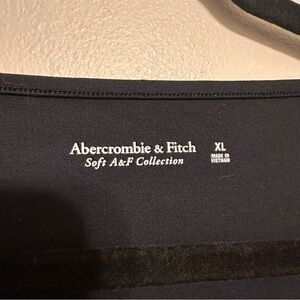 Abercrombie & Fitch
Soft A&F Collection
XL
MADE IN
VIETNAM